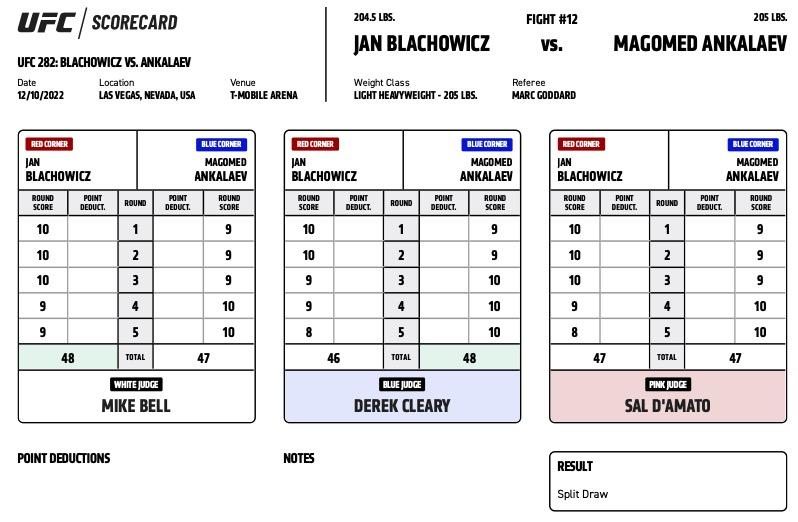 UFC / SCORECARD
UFC 282: BLACHOWICZ VS. ANKALAEV
Date Location Venue
12/10/2022 LAS VEGAS, NEVADA, USA T-MOBILE ARENA
204.5 LBS. FIGHT #12 205 LBS.
JAN BLACHOWICZ VS. MAGOMED ANKALAEV
Weight Class Referee
LIGHT HEAVYWEIGHT - 205 LBS. MARC GODDARD
RED CORNER BLUE CORNER
JAN MAGOMED
BLACHOWICZ ANKALAEV
ROUND POINT ROUND POINT ROUND
SCORE DEDUCT. DEDUCT. SCORE
10 1 9
10 2 9
10 3 9
9 4 10
9 5 10
48 TOTAL 47
WHITE JUDGE
MIKE BELL
RED CORNER BLUE CORNER
JAN MAGOMED
BLACHOWICZ ANKALAEV
ROUND POINT ROUND POINT ROUND
SCORE DEDUCT. DEDUCT. SCORE
10 1 9
10 2 9
9 3 10
9 4 10
8 5 10
46 TOTAL 48
BLUE JUDGE
DEREK CLEARY
RED CORNER BLUE CORNER
JAN MAGOMED
BLACHOWICZ ANKALAEV
ROUND POINT ROUND POINT ROUND
SCORE DEDUCT. DEDUCT. SCORE
10 1 9
10 2 9
10 3 9
9 4 10
8 5 10
47 TOTAL 47
PINK JUDGE
SAL D'AMATO
POINT DEDUCTIONS
NOTES
RESULT
Split Draw